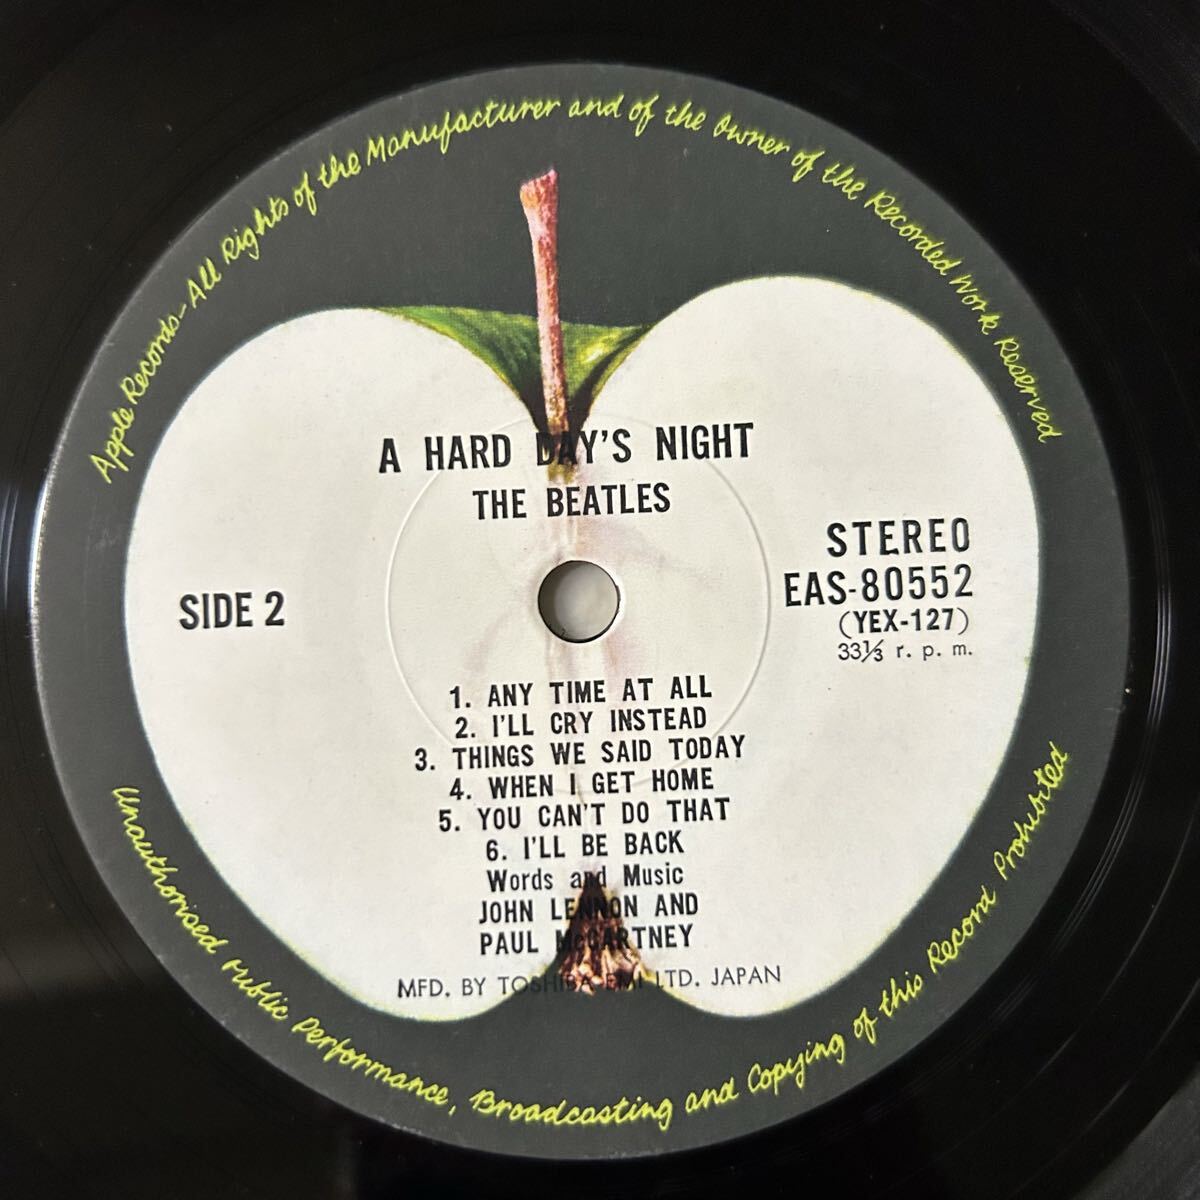 Apple Records-All Rights of the Manufacturer and of the Owner of the Recorded Work Reserved
A HARD DAY'S NIGHT
THE BEATLES
STEREO
EAS-80552
SIDE 2
(YEX-127)
33⅓ r. p. m.
1. ANY TIME AT ALL
2. I'LL CRY INSTEAD
3. THINGS WE SAID TODAY
4. WHEN I GET HOME
5. YOU CAN'T DO THAT
6. I'LL BE BACK
Words and Music
JOHN LENNON AND
PAUL McCARTNEY
MFD. BY TOSHIBA EMI LTD. JAPAN
Unauthorised Public Performance, Broadcasting and Copying of this Record Prohibited